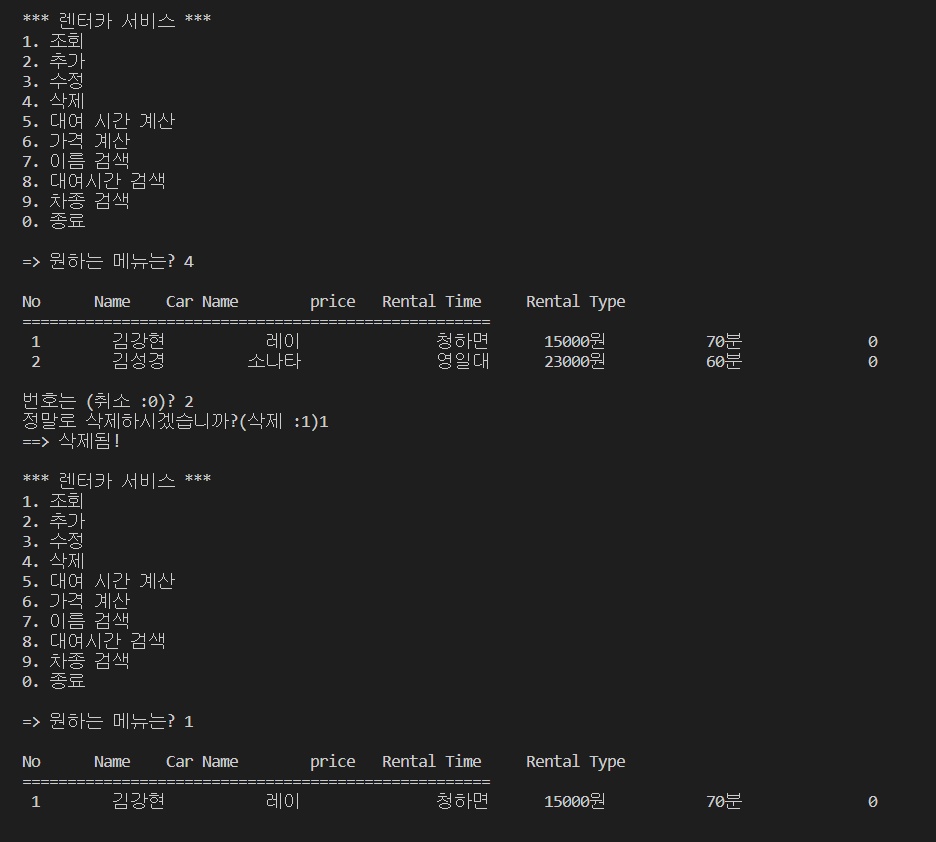 *** 렌터카 서비스 ***
1. 조회
2. 추가
3. 수정
4. 삭제
5. 대여 시간 계산
6. 가격 계산
7. 이름 검색
8. 대여시간 검색
9. 차종 검색
0. 종료
=> 원하는 메뉴는? 4
No Name Car Name price Rental Time Rental Type
====================================================
1 김강현 레이 청하면 15000원 70분 0
2 김성경 소나타 영일대 23000원 60분 0
번호는 (취소 :0)? 2
정말로 삭제하시겠습니까?(삭제 :1)1
==> 삭제됨!
*** 렌터카 서비스 ***
1. 조회
2. 추가
3. 수정
4. 삭제
5. 대여 시간 계산
6. 가격 계산
7. 이름 검색
8. 대여시간 검색
9. 차종 검색
0. 종료
=> 원하는 메뉴는? 1
No Name Car Name price Rental Time Rental Type
====================================================
1 김강현 레이 청하면 15000원 70분 0